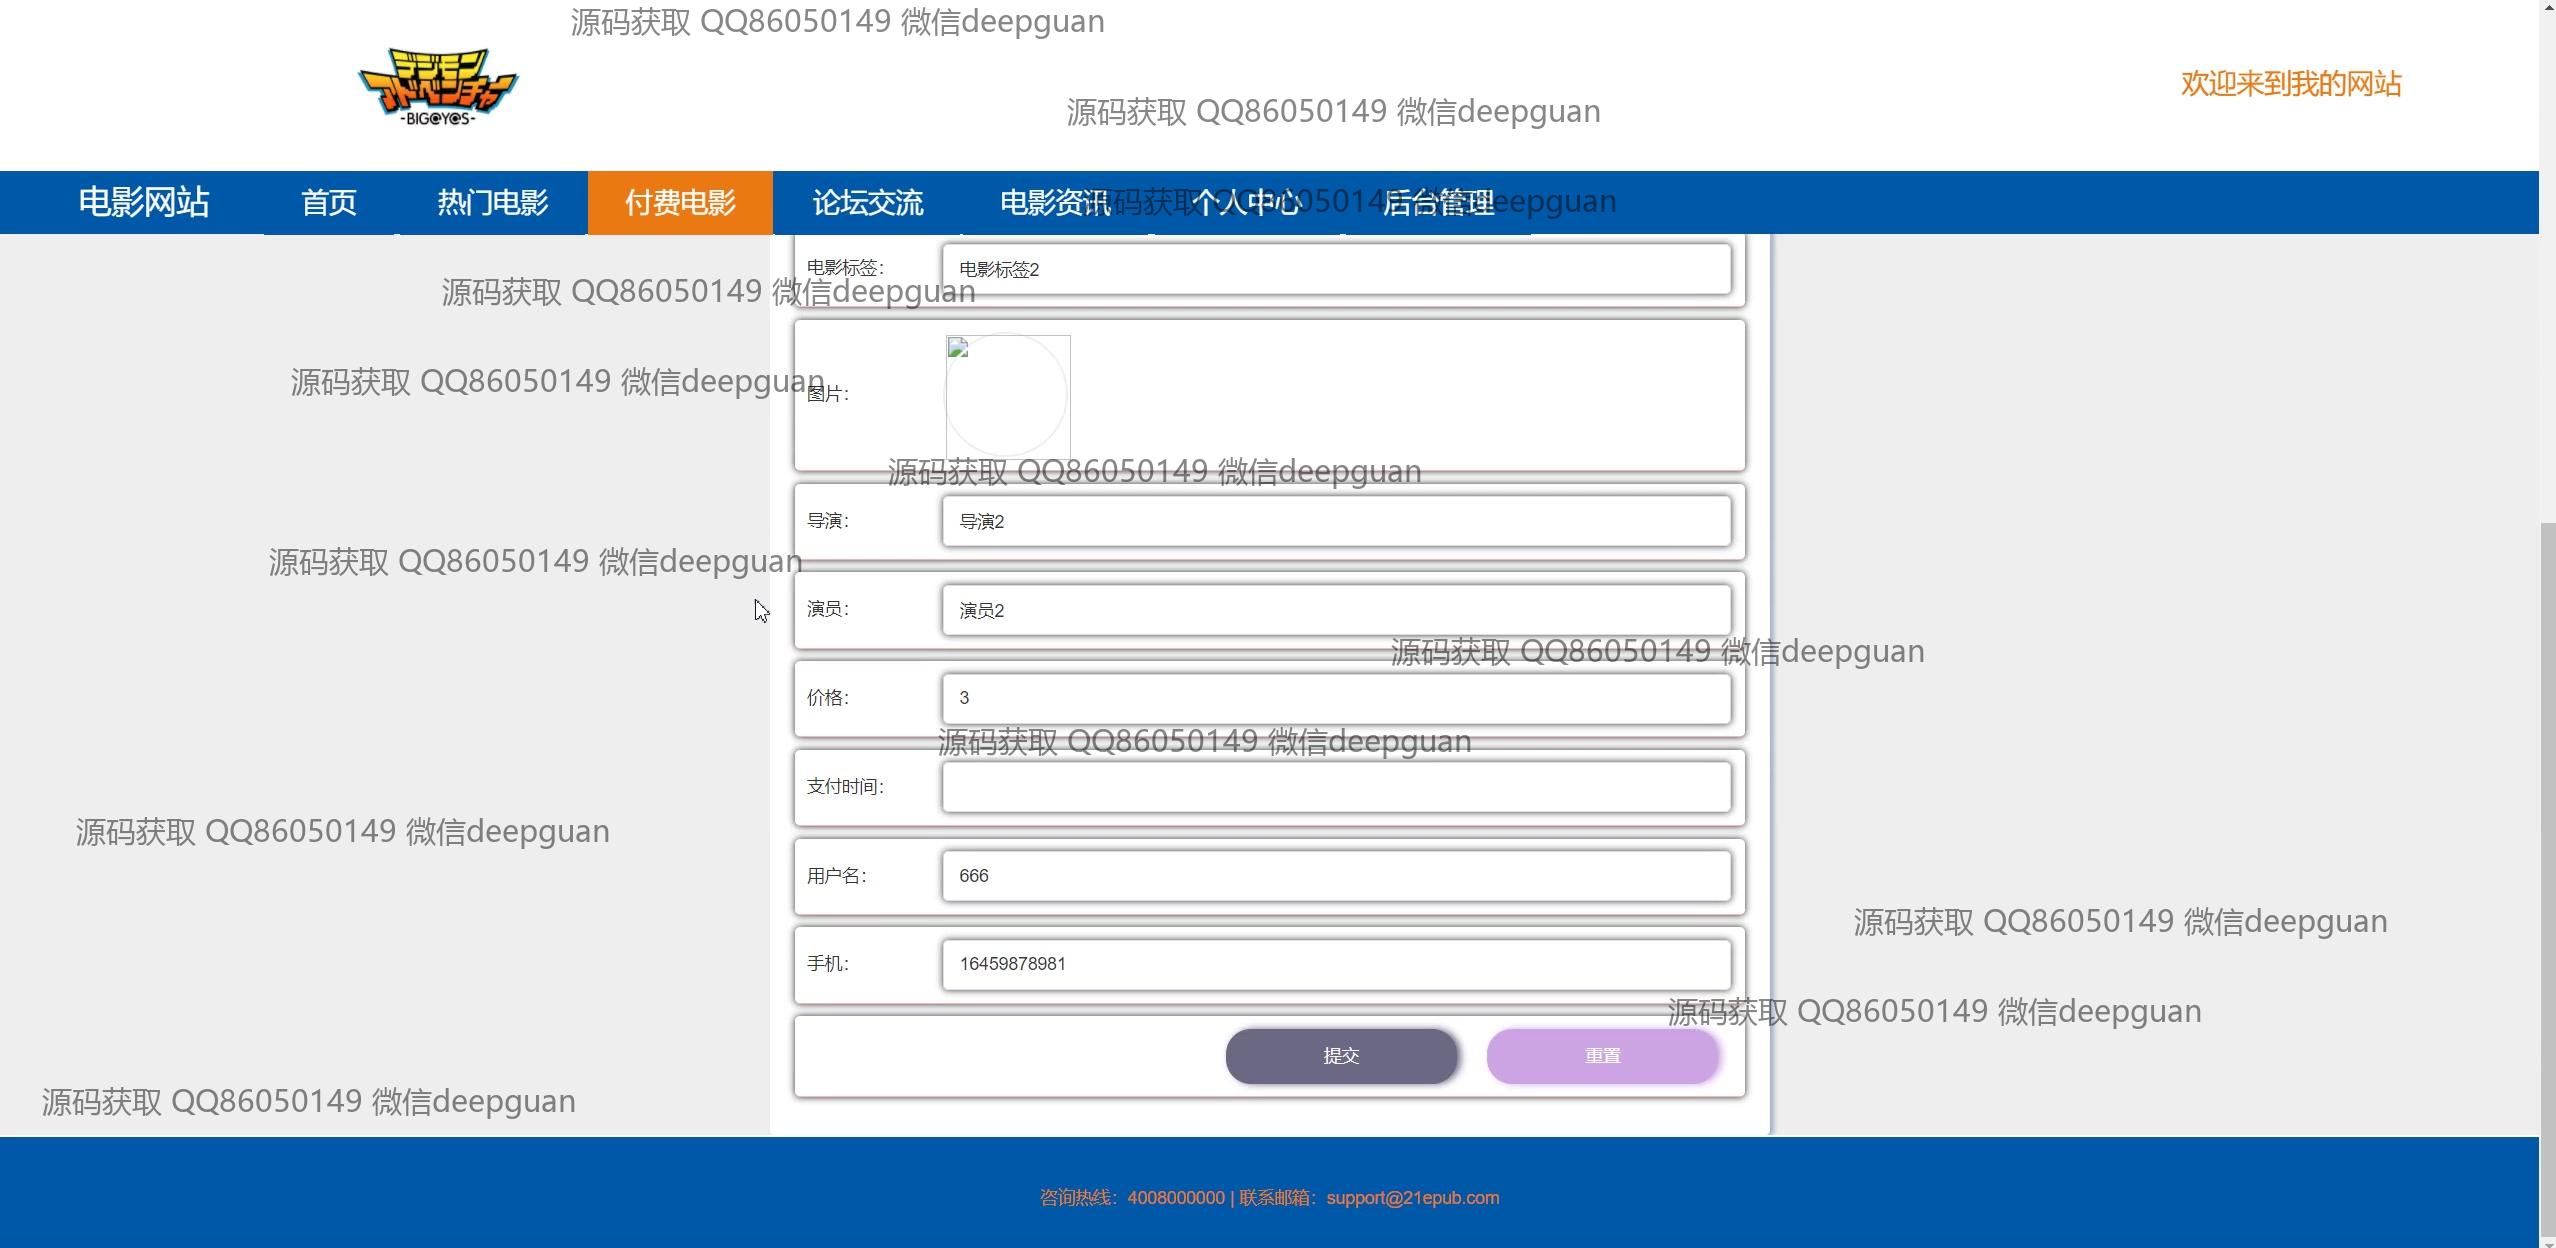 源码获取 QQ86050149 微信deepguan
デジモン
アドベンチャー
-BIG@Y@S-
欢迎来到我的网站
源码获取 QQ86050149 微信deepguan
电影网站 首页 热门电影 付费电影 论坛交流 电影资讯 个人中心 后台管理
源码获取 QQ86050149 微信deepguan
电影标签： 电影标签2
源码获取 QQ86050149 微信deepguan
源码获取 QQ86050149 微信deepguan
图片：
源码获取 QQ86050149 微信deepguan
导演： 导演2
源码获取 QQ86050149 微信deepguan
演员： 演员2
源码获取 QQ86050149 微信deepguan
价格： 3
源码获取 QQ86050149 微信deepguan
支付时间：
源码获取 QQ86050149 微信deepguan
用户名： 666
源码获取 QQ86050149 微信deepguan
手机： 16459878981
源码获取 QQ86050149 微信deepguan
提交 重置
源码获取 QQ86050149 微信deepguan
咨询热线：4008000000 | 联系邮箱：support@21epub.com